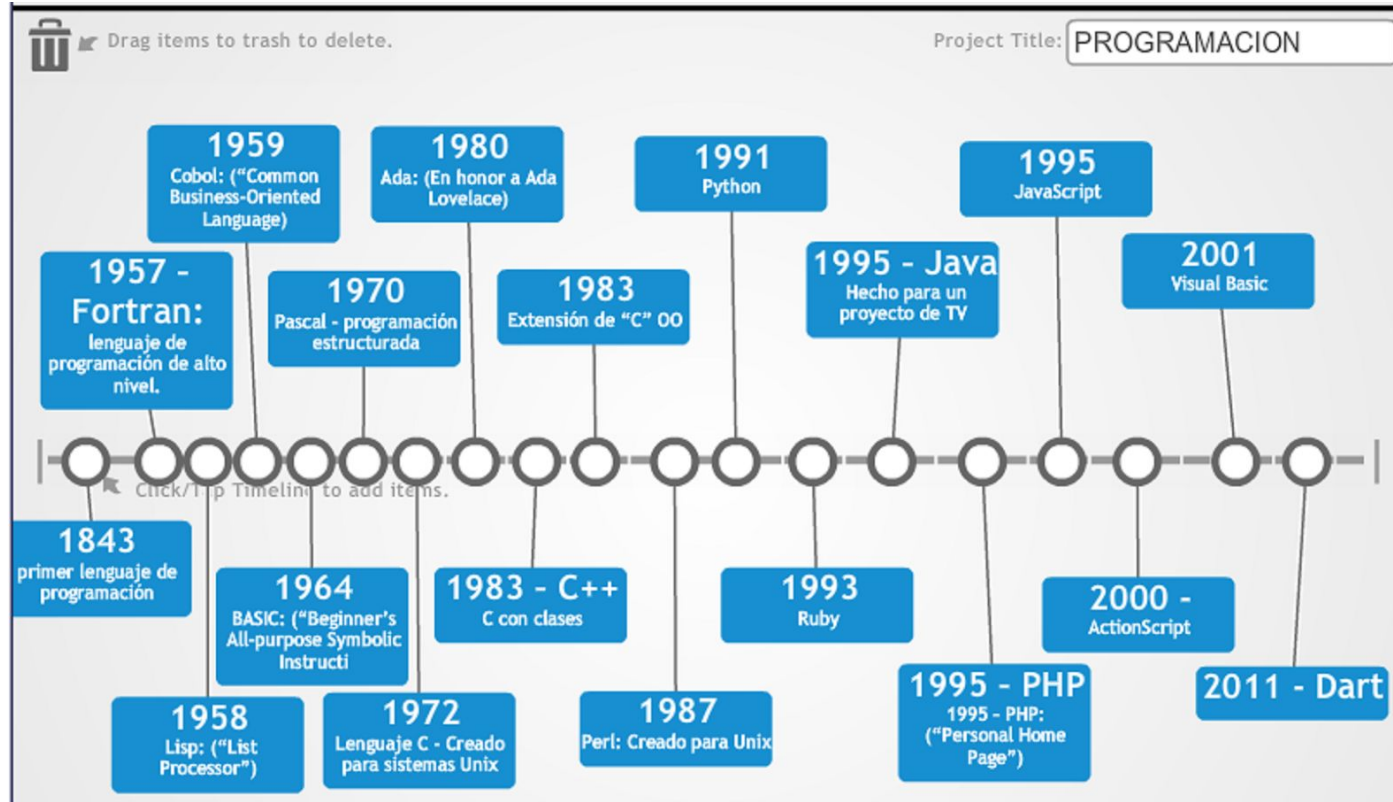 Drag items to trash to delete.
Project Title: PROGRAMACION
1959
Cobol: (“Common
Business-Oriented
Language)
1980
Ada: (En honor a Ada
Lovelace)
1991
Python
1995
JavaScript
1957 -
Fortran:
lenguaje de
programación de alto
nivel.
1970
Pascal - programación
estructurada
1983
Extensión de “C” OO
1995 - Java
Hecho para un
proyecto de TV
2001
Visual Basic
Click/Tap Timeline to add items.
1843
primer lenguaje de
programación
1964
BASIC: (“Beginner’s
All-purpose Symbolic
Instructi
1983 - C++
C con clases
1993
Ruby
2000 -
ActionScript
1958
Lisp: (“List
Processor”)
1972
Lenguaje C - Creado
para sistemas Unix
1987
Perl: Creado para Unix
1995 - PHP
1995 - PHP:
(“Personal Home
Page”)
2011 - Dart